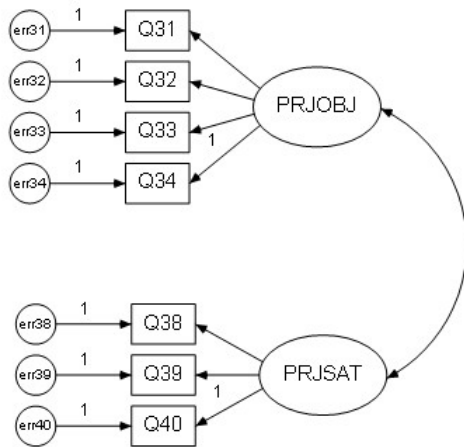 1
err31
Q31
1
err32
Q32
PRJOBJ
1
err33
Q33
1
1
err34
Q34
1
err38
Q38
1
err39
Q39
PRJSAT
1
1
err40
Q40